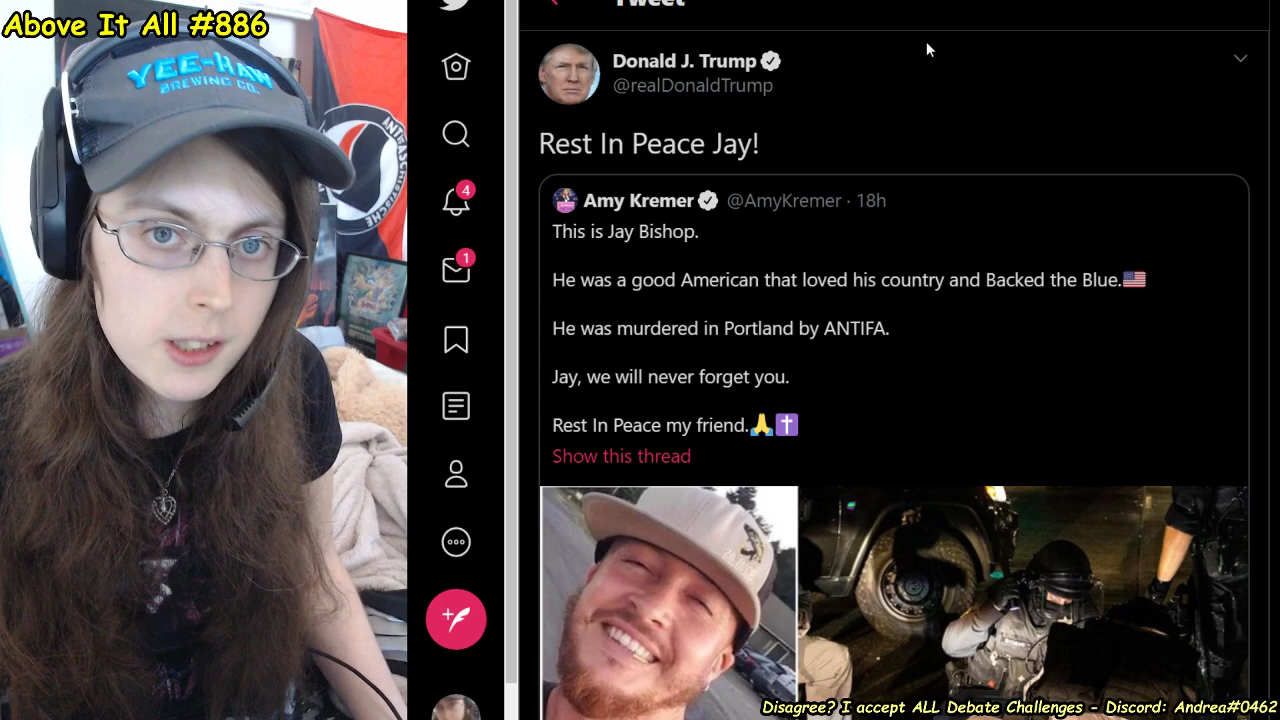 Above It All #886
YEE-HAW
BREWING CO.
ANTIFASCHISTISCHE
4
1
Tweet
Donald J. Trump
@realDonaldTrump
Rest In Peace Jay!
Amy Kremer @AmyKremer · 18h
This is Jay Bishop.
He was a good American that loved his country and Backed the Blue.🇺🇸
He was murdered in Portland by ANTIFA.
Jay, we will never forget you.
Rest In Peace my friend.🙏✝️
Show this thread
Disagree? I accept ALL Debate Challenges - Discord: Andrea#0462